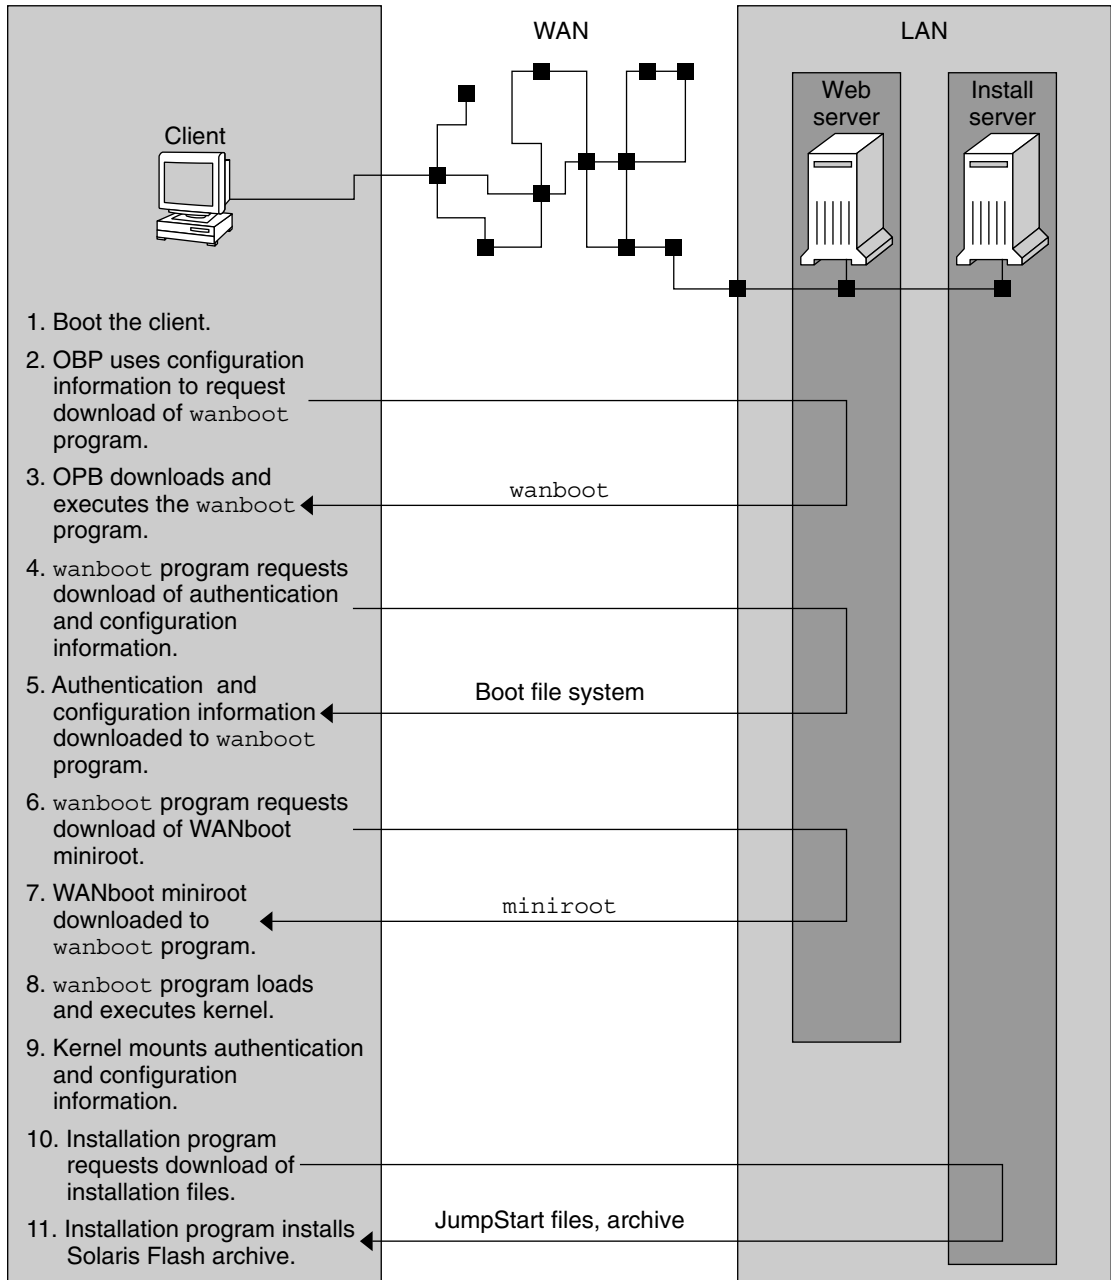 WAN
LAN
Client
Web
server
Install
server
1. Boot the client.
2. OBP uses configuration
information to request
download of wanboot
program.
3. OPB downloads and
executes the wanboot
program.
wanboot
4. wanboot program requests
download of authentication
and configuration
information.
5. Authentication and
configuration information
downloaded to wanboot
program.
Boot file system
6. wanboot program requests
download of WANboot
miniroot.
7. WANboot miniroot
downloaded to
wanboot program.
miniroot
8. wanboot program loads
and executes kernel.
9. Kernel mounts authentication
and configuration
information.
10. Installation program
requests download of
installation files.
11. Installation program installs
Solaris Flash archive.
JumpStart files, archive